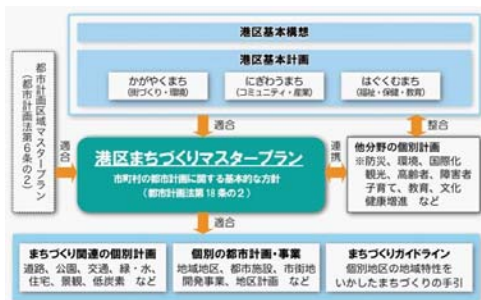 港区基本構想
港区基本計画
かがやくまち
(街づくり・環境)
にぎわうまち
(コミュニティ・産業)
はぐくむまち
(福祉・保健・教育)
都市計画区域マスタープラン
(都市計画法第6条の2)
適合
適合
整合
港区まちづくりマスタープラン
市町村の都市計画に関する基本的な方針
(都市計画法第18条の2)
連携
他分野の個別計画
※防災、環境、国際化
観光、高齢者、障害者
子育て、教育、文化
健康増進 など
適合
まちづくり関連の個別計画
道路、公園、交通、緑・水、
住宅、景観、低炭素 など
個別の都市計画・事業
地域地区、都市施設、市街地
開発事業、地区計画 など
まちづくりガイドライン
個別地区の地域特性を
いかしたまちづくりの手引